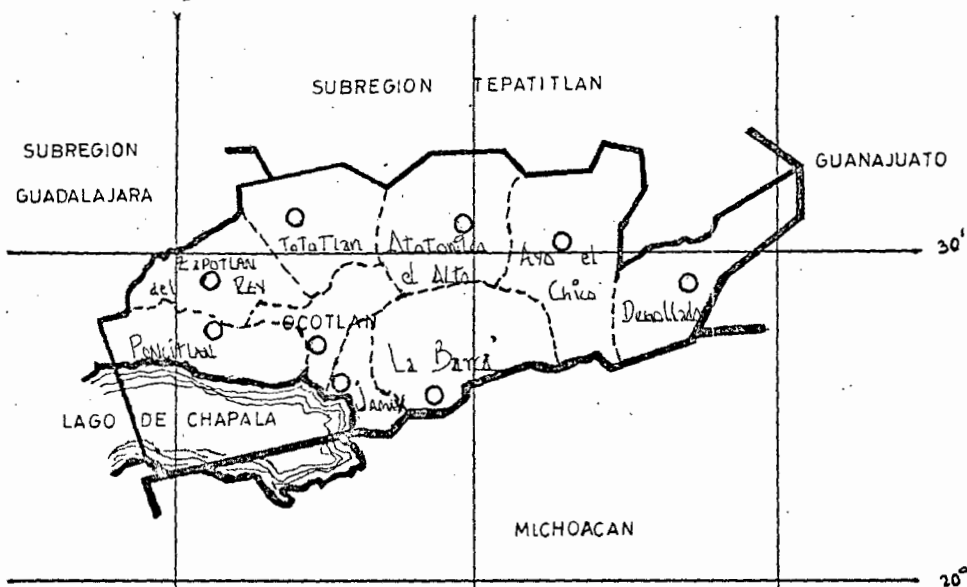 SUBREGION TEPATITLAN
SUBREGION
GUADALAJARA
GUANAJUATO
Tototlan
Atotonilco
el Alto
Ayo el
Chico
30'
ZAPOTLAN
del REY
Degollado
OCOTLAN
Poncitlan
La Barca
Jamay
LAGO DE CHAPALA
MICHOACAN
20°